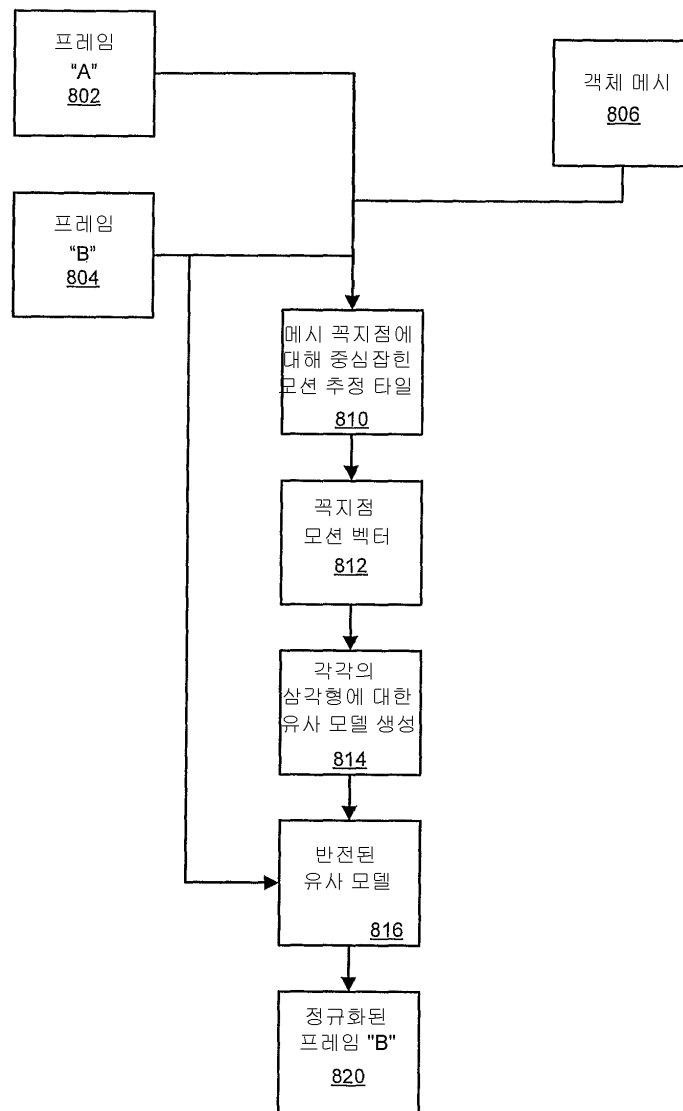 프레임
"A"
802
객체 메시
806
프레임
"B"
804
메시 꼭지점에
대해 중심잡힌
모션 추정 타일
810
꼭지점
모션 벡터
812
각각의
삼각형에 대한
유사 모델 생성
814
반전된
유사 모델
816
정규화된
프레임 "B"
820